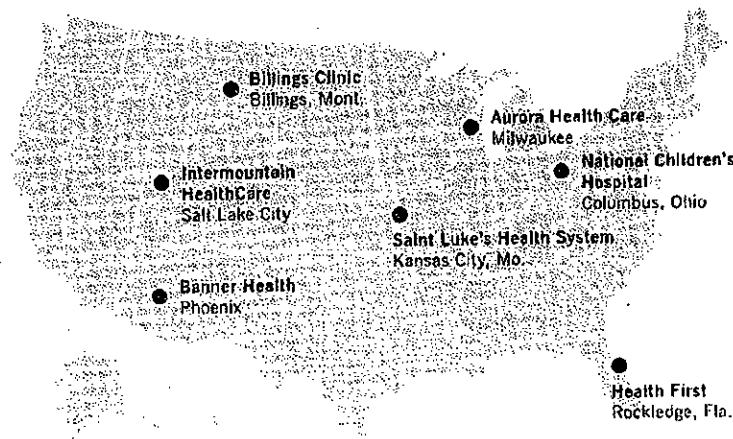 Billings Clinic
Billings, Mont.
Aurora Health Care
Milwaukee
National Children's
Hospital
Columbus, Ohio
Intermountain
HealthCare
Salt Lake City
Saint Luke's Health System
Kansas City, Mo.
Banner Health
Phoenix
Health First
Rockledge, Fla.